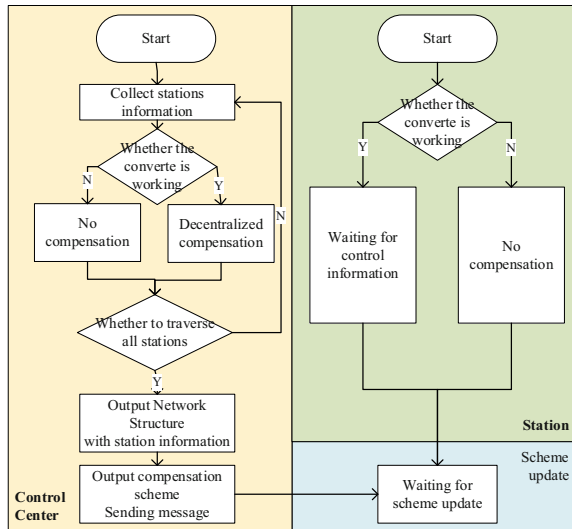 Start
Collect stations
information
Whether the
converte is
working
N
Y
No
compensation
Decentralized
compensation
N
Whether to traverse
all stations
Y
Output Network
Structure
with station information
Output compensation
scheme
Sending message
Control
Center
Start
Whether the
converte is
working
Y
N
Waiting for
control
information
No
compensation
Station
Scheme
update
Waiting for
scheme update